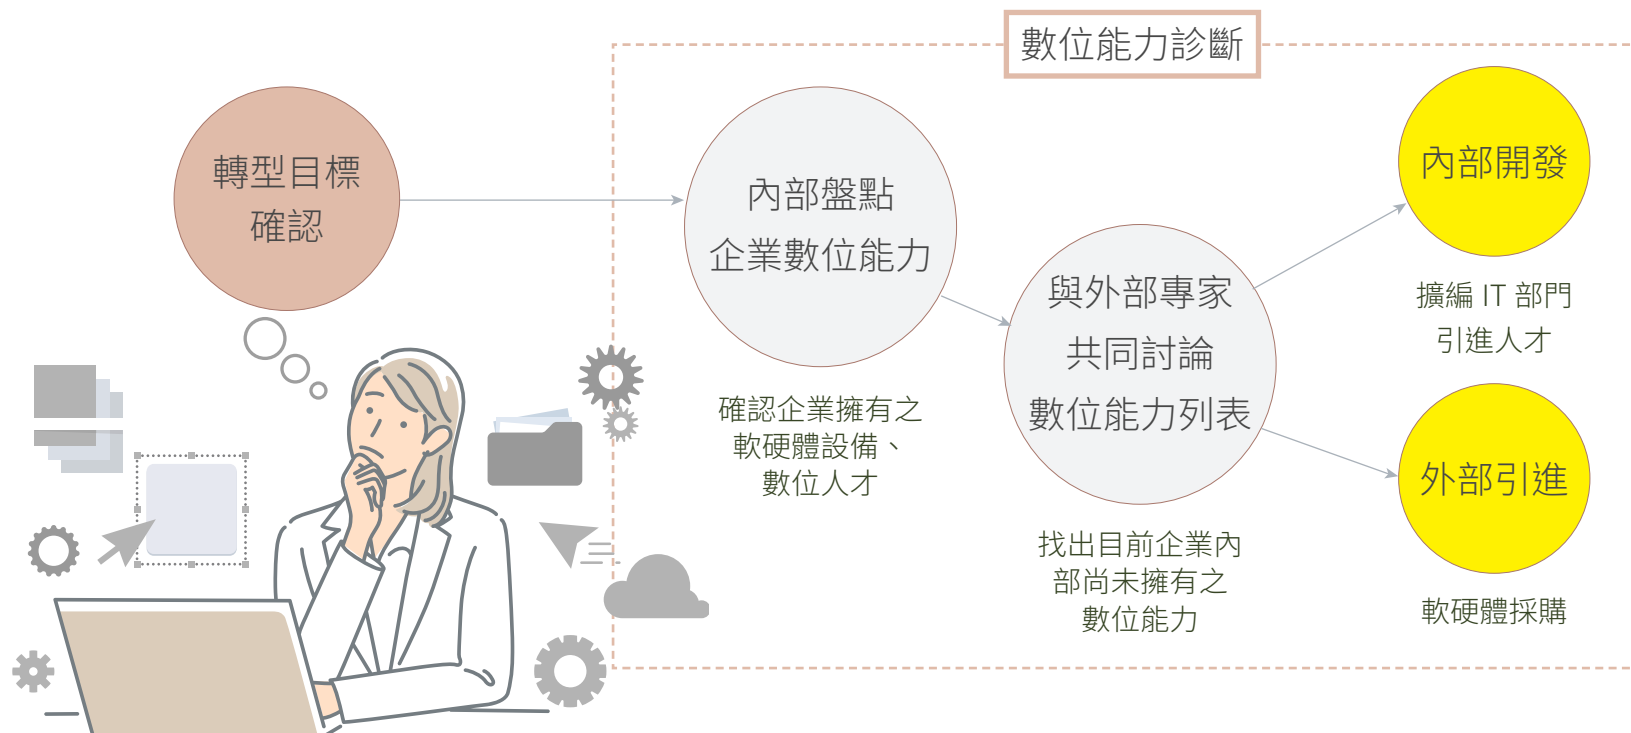 數位能力診斷
轉型目標
確認
內部盤點
企業數位能力
確認企業擁有之
軟硬體設備、
數位人才
與外部專家
共同討論
數位能力列表
找出目前企業內
部尚未擁有之
數位能力
內部開發
擴編 IT 部門
引進人才
外部引進
軟硬體採購